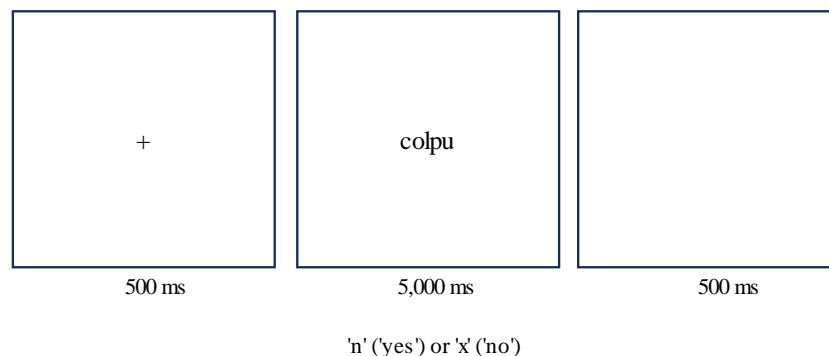 +
colpu
500 ms
5,000 ms
500 ms
'n' ('yes') or 'x' ('no')